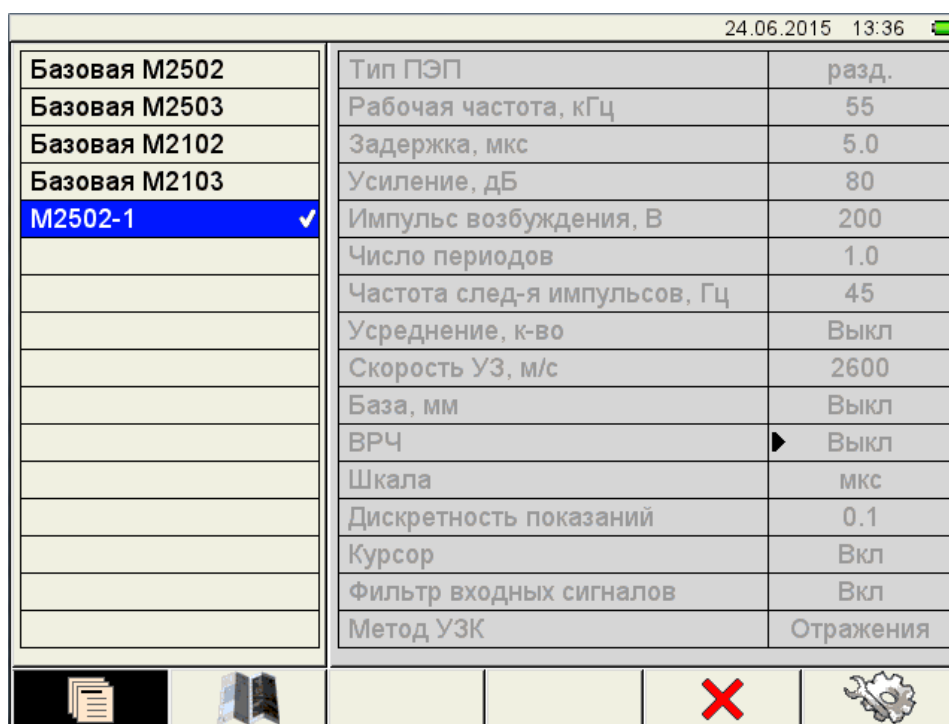 24.06.2015 13:36
Базовая М2502
Базовая М2503
Базовая М2102
Базовая М2103
М2502-1
Тип ПЭП разд.
Рабочая частота, кГц 55
Задержка, мкс 5.0
Усиление, дБ 80
Импульс возбуждения, В 200
Число периодов 1.0
Частота след-я импульсов, Гц 45
Усреднение, к-во Выкл
Скорость УЗ, м/с 2600
База, мм Выкл
ВРЧ Выкл
Шкала мкс
Дискретность показаний 0.1
Курсор Вкл
Фильтр входных сигналов Вкл
Метод УЗК Отражения